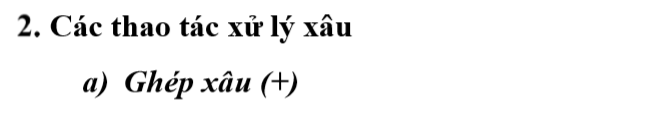 2. Các thao tác xử lý xâu
a) Ghép xâu (+)